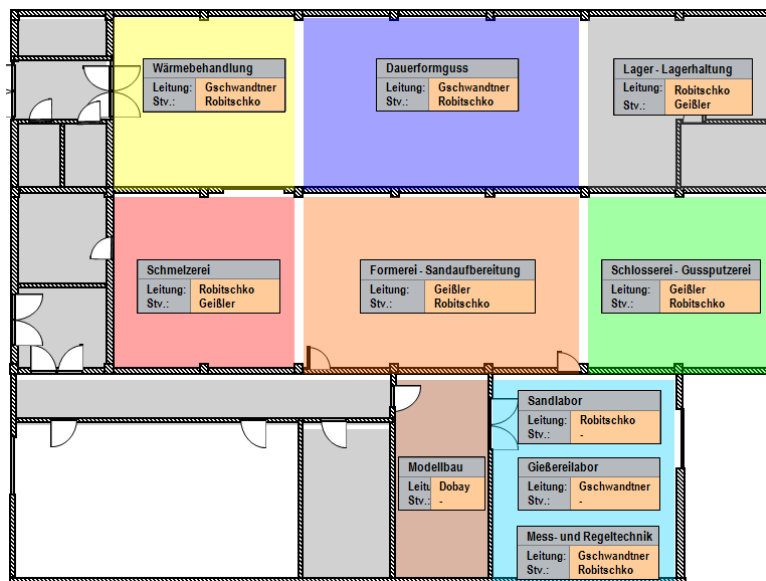 Wärmebehandlung
Leitung: Gschwandtner
Stv.: Robitschko
Dauerformguss
Leitung: Gschwandtner
Stv.: Robitschko
Lager - Lagerhaltung
Leitung: Robitschko
Stv.: Geißler
Schmelzerei
Leitung: Robitschko
Stv.: Geißler
Formerei - Sandaufbereitung
Leitung: Geißler
Stv.: Robitschko
Schlosserei - Gussputzerei
Leitung: Geißler
Stv.: Robitschko
Sandlabor
Leitung: Robitschko
Stv.: -
Modellbau
Leitu Dobay
Stv.: -
Gießereilabor
Leitung: Gschwandtner
Stv.: -
Mess- und Regeltechnik
Leitung: Gschwandtner
Stv.: Robitschko